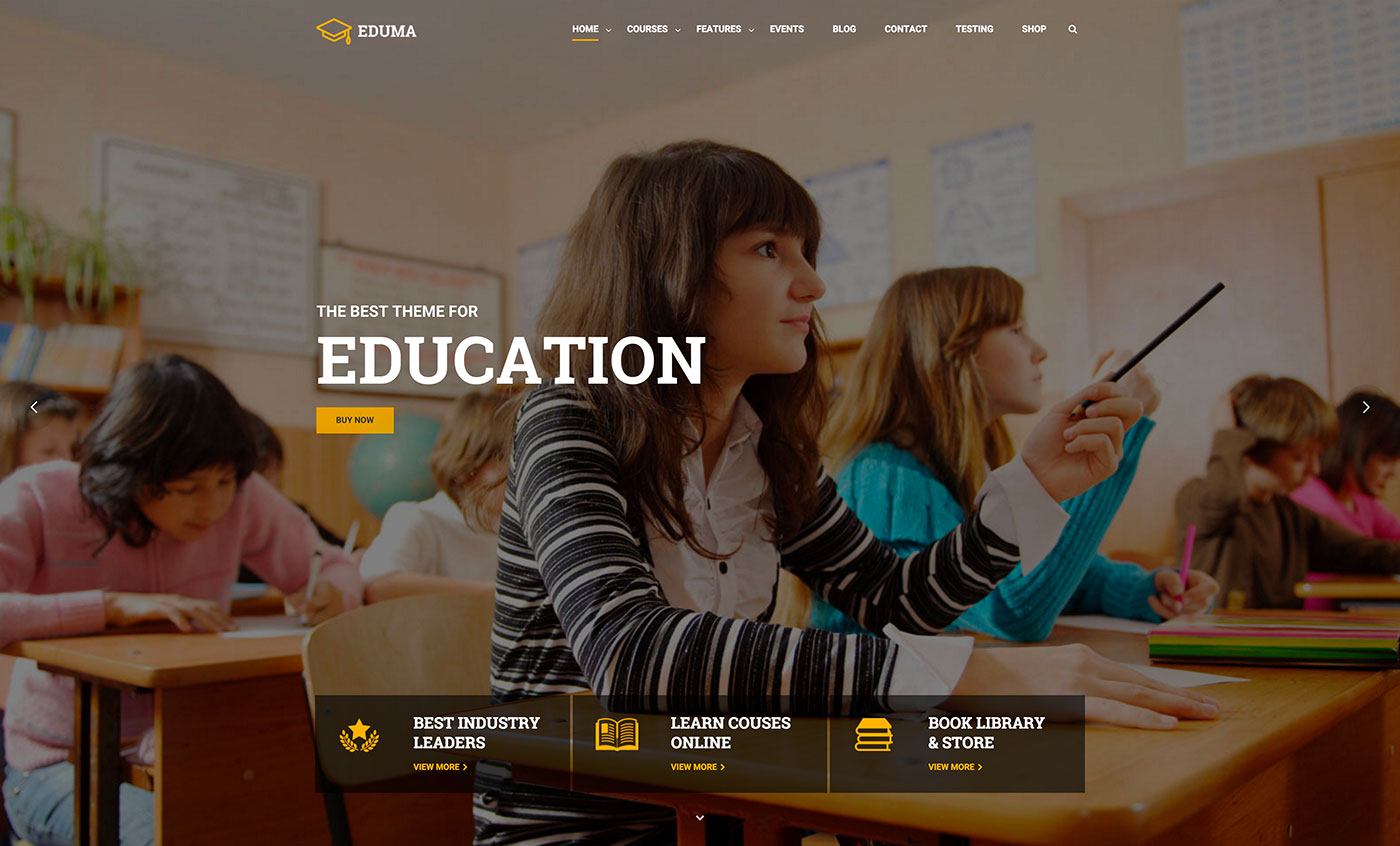 EDUMA
HOME
COURSES
FEATURES
EVENTS
BLOG
CONTACT
TESTING
SHOP
THE BEST THEME FOR
EDUCATION
BUY NOW
BEST INDUSTRY
LEADERS
VIEW MORE
LEARN COUSES
ONLINE
VIEW MORE
BOOK LIBRARY
& STORE
VIEW MORE